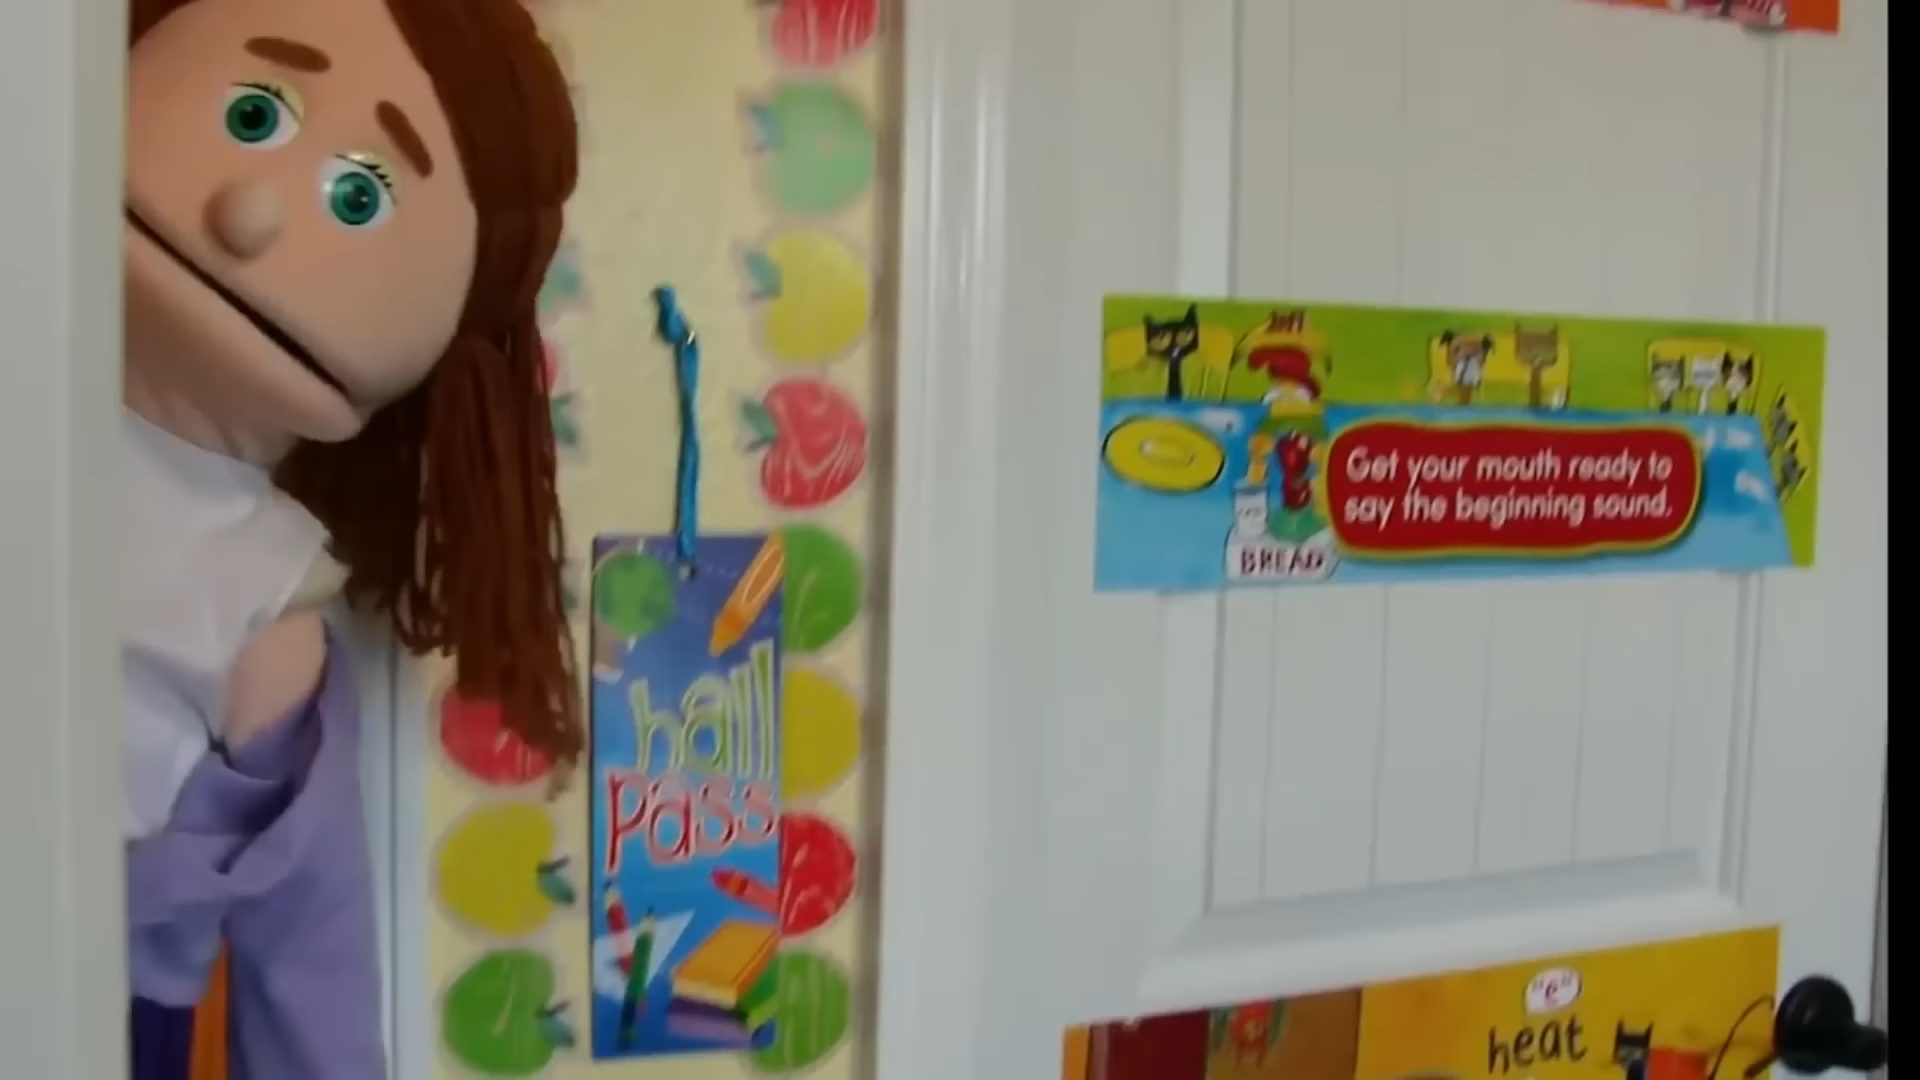 Get your mouth ready to
say the beginning sound.
BREAD
hall
pass
"e"
heat